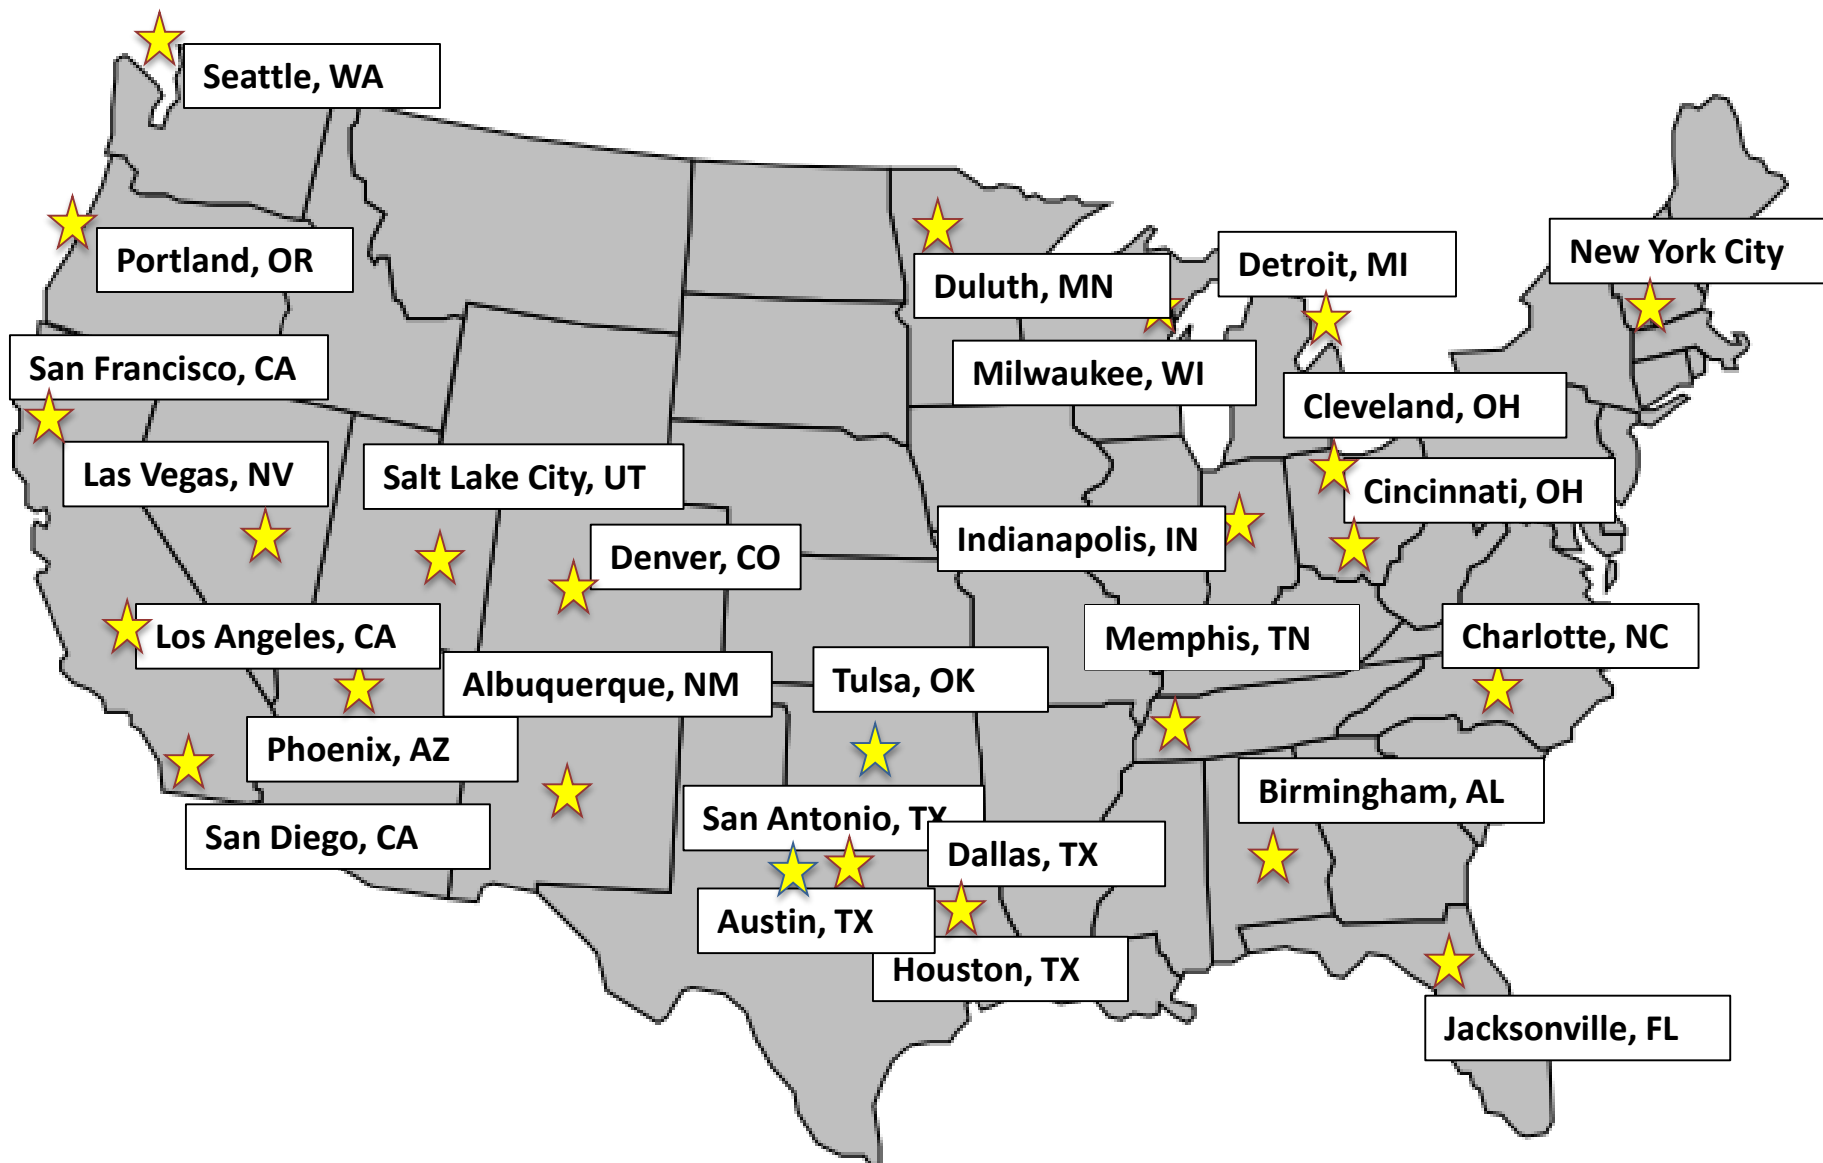 Seattle, WA
Portland, OR
New York City
Detroit, MI
Duluth, MN
San Francisco, CA
Milwaukee, WI
Cleveland, OH
Las Vegas, NV
Salt Lake City, UT
Cincinnati, OH
Indianapolis, IN
Denver, CO
Los Angeles, CA
Memphis, TN
Charlotte, NC
Albuquerque, NM
Tulsa, OK
Phoenix, AZ
Birmingham, AL
San Antonio, TX
San Diego, CA
Dallas, TX
Austin, TX
Houston, TX
Jacksonville, FL